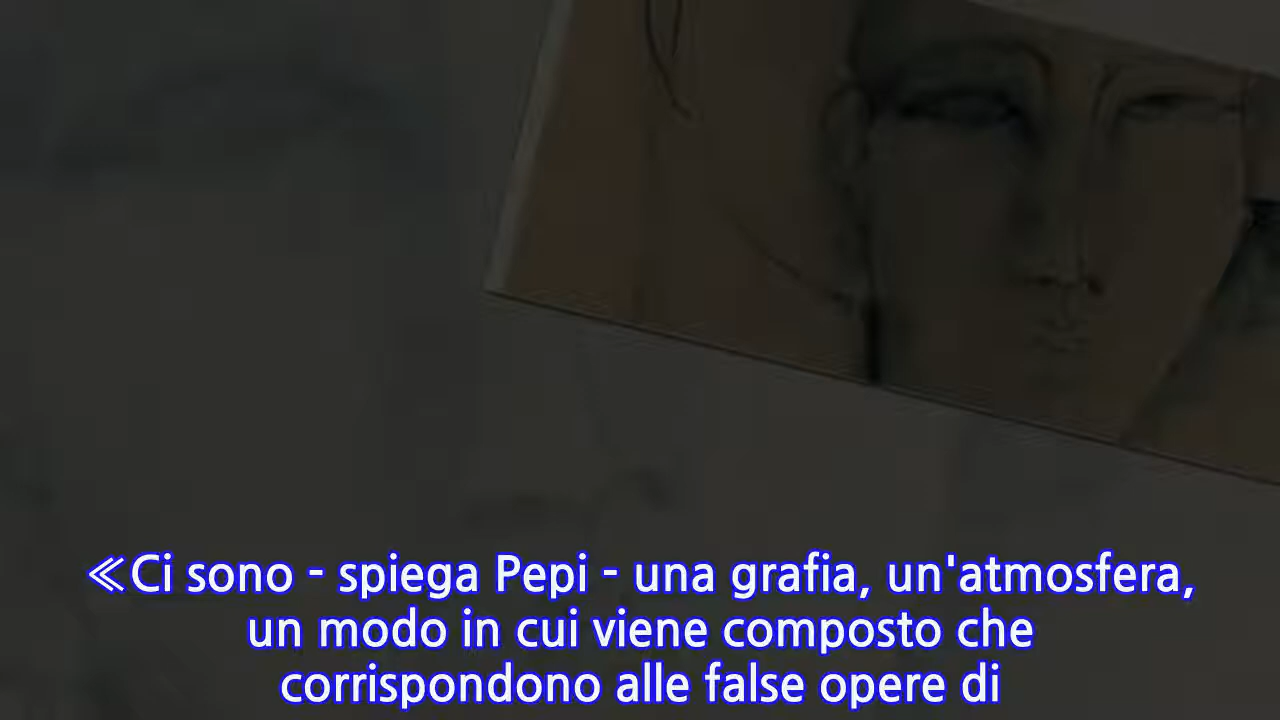 ≪Ci sono - spiega Pepi - una grafia, un'atmosfera,
un modo in cui viene composto che
corrispondono alle false opere di